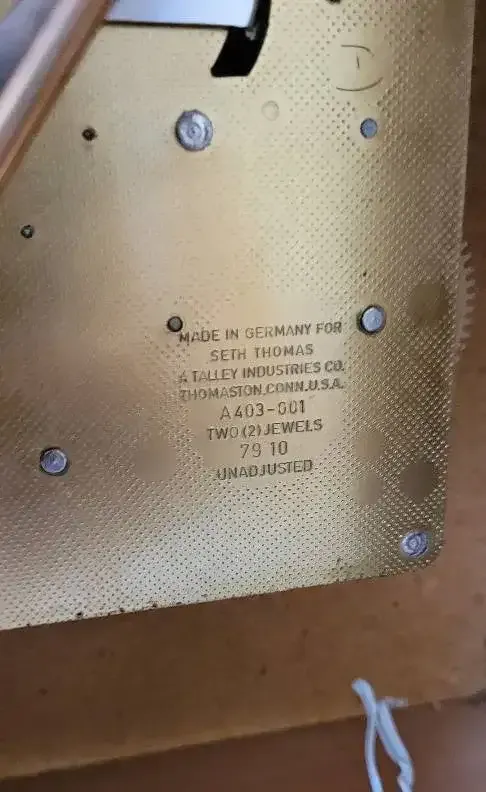 MADE IN GERMANY FOR
SETH THOMAS
A TALLEY INDUSTRIES CO.
THOMASTON.CONN.U.S.A.
A403-001
TWO(2)JEWELS
79 10
UNADJUSTED